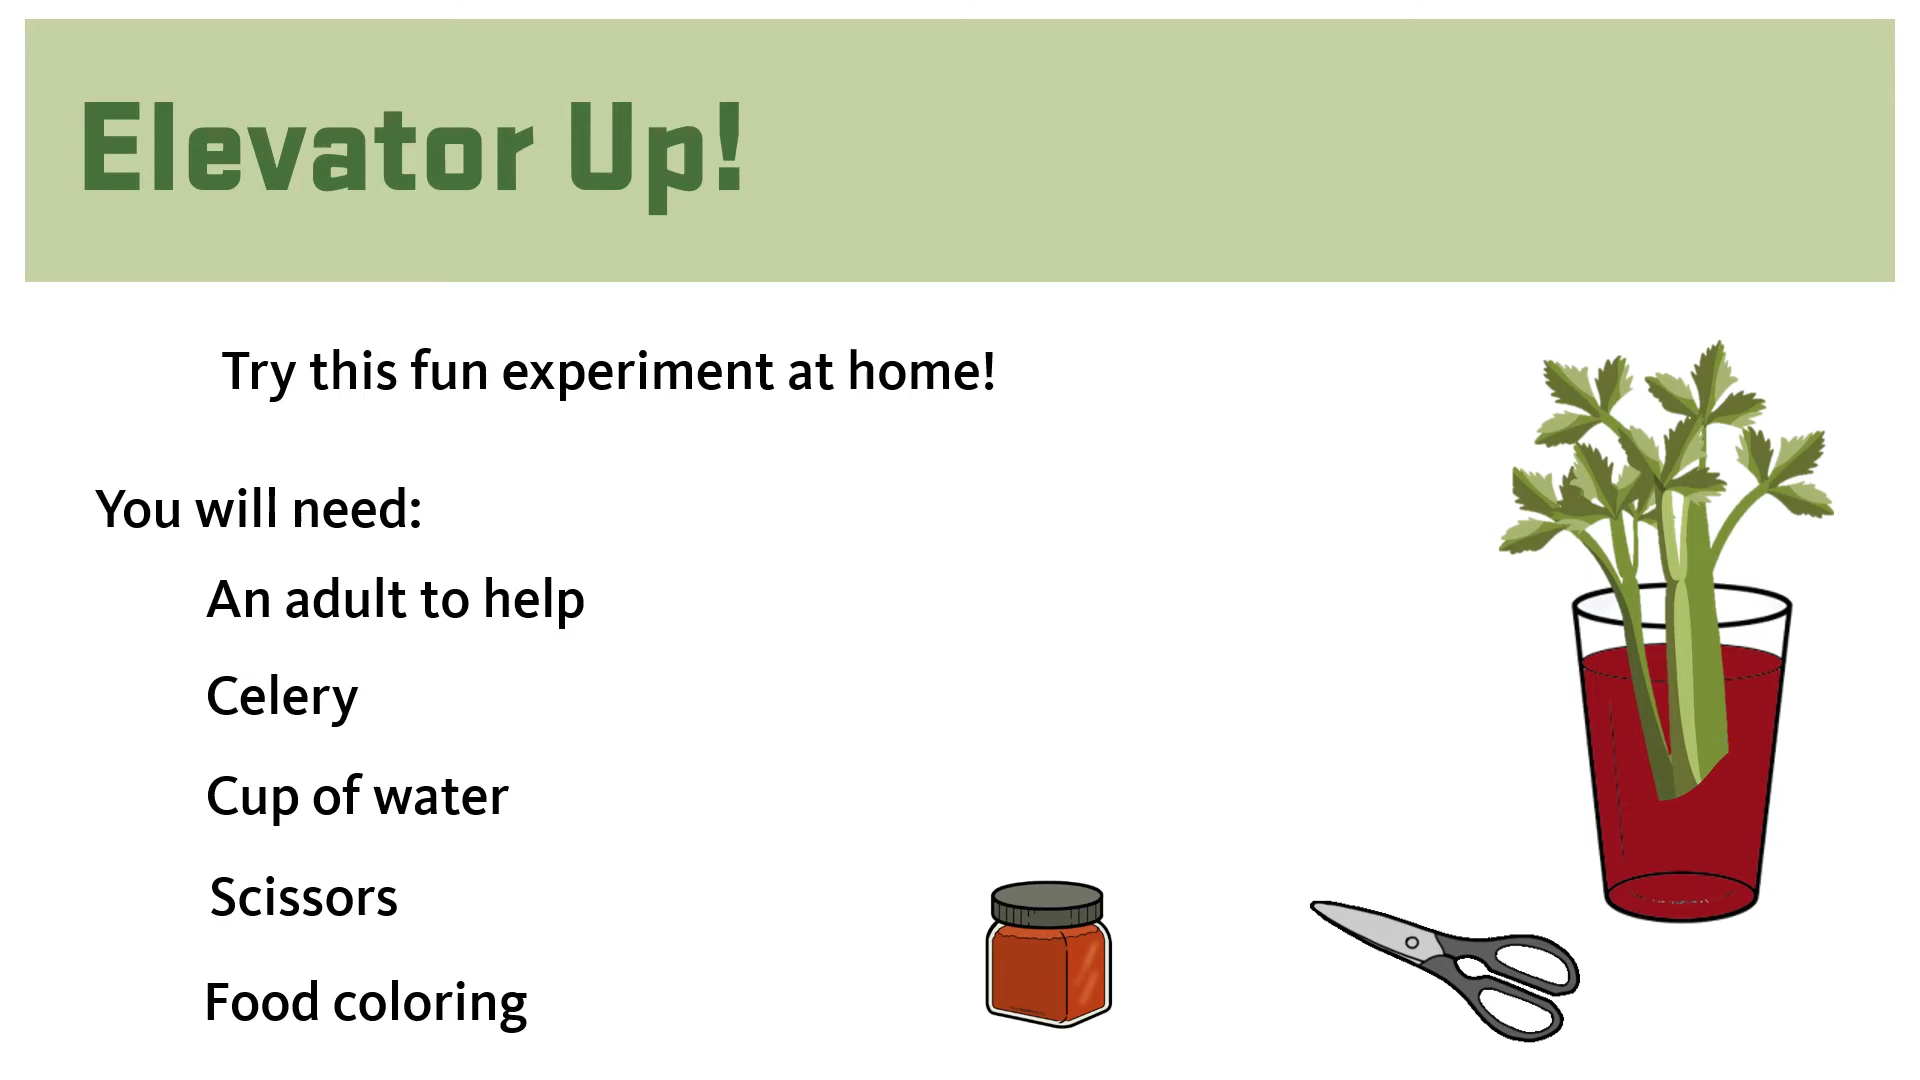 Elevator Up!
Try this fun experiment at home!
You will need:
An adult to help
Celery
Cup of water
Scissors
Food coloring